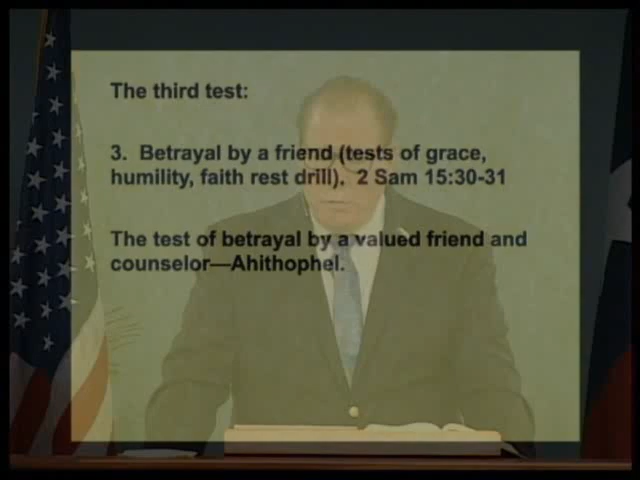 The third test:
3. Betrayal by a friend (tests of grace,
humility, faith rest drill). 2 Sam 15:30-31
The test of betrayal by a valued friend and
counselor—Ahithophel.